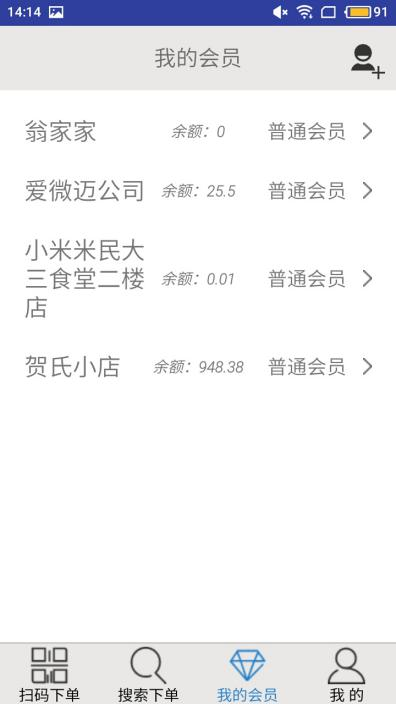 14:14 91
我的会员
翁家家 余额：0 普通会员
爱微迈公司 余额：25.5 普通会员
小米米民大
三食堂二楼 余额：0.01 普通会员
店
贺氏小店 余额：948.38 普通会员
扫码下单 搜索下单 我的会员 我的